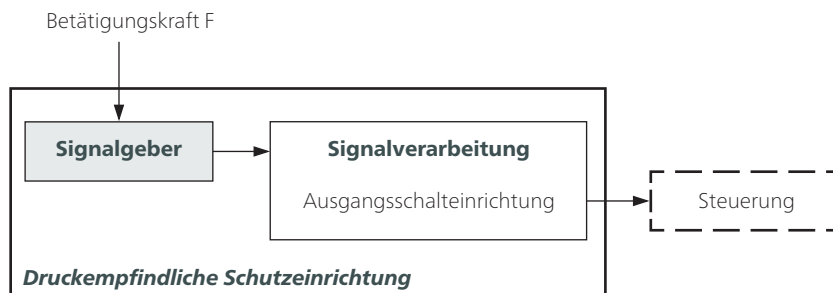 Betätigungskraft F
Signalgeber
Signalverarbeitung
Ausgangsschalteinrichtung
Steuerung
Druckempfindliche Schutzeinrichtung